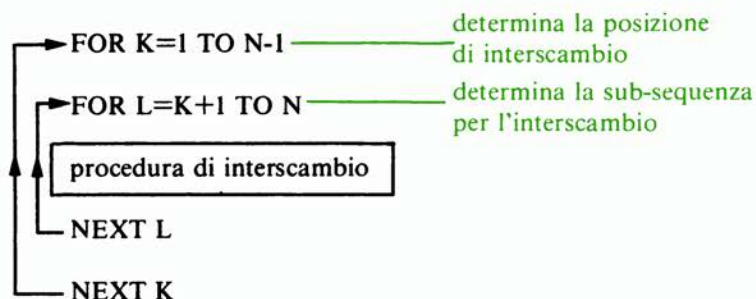 FOR K=1 TO N-1
determina la posizione
di interscambio
FOR L=K+1 TO N
determina la sub-sequenza
per l'interscambio
procedura di interscambio
NEXT L
NEXT K